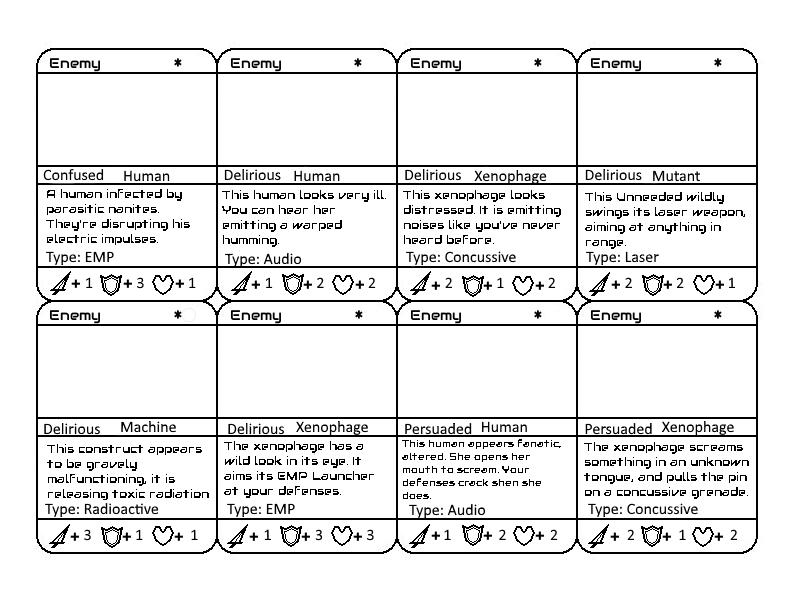 Enemy *
Confused Human
A human infected by
parasitic nanites.
They're disrupting his
electric impulses.
Type: EMP
+ 1 + 3 + 1
Enemy *
Delirious Human
This human looks very ill.
You can hear her
emitting a warped
humming.
Type: Audio
+ 1 + 2 + 2
Enemy *
Delirious Xenophage
This xenophage looks
distressed. It is emitting
noises like you've never
heard before.
Type: Concussive
+ 2 + 1 + 2
Enemy *
Delirious Mutant
This Unneeded wildly
swings its laser weapon,
aiming at anything in
range.
Type: Laser
+ 2 + 2 + 1
Enemy *
Delirious Machine
This construct appears
to be gravely
malfunctioning, it is
releasing toxic radiation
Type: Radioactive
+ 3 + 1 + 1
Enemy *
Delirious Xenophage
The xenophage has a
wild look in its eye. It
aims its EMP Launcher
at your defenses.
Type: EMP
+ 1 + 3 + 3
Enemy *
Persuaded Human
This human appears fanatic,
altered. She opens her
mouth to scream. Your
defenses crack shen she
does.
Type: Audio
+ 1 + 2 + 2
Enemy *
Persuaded Xenophage
The xenophage screams
something in an unknown
tongue, and pulls the pin
on a concussive grenade.
Type: Concussive
+ 2 + 1 + 2